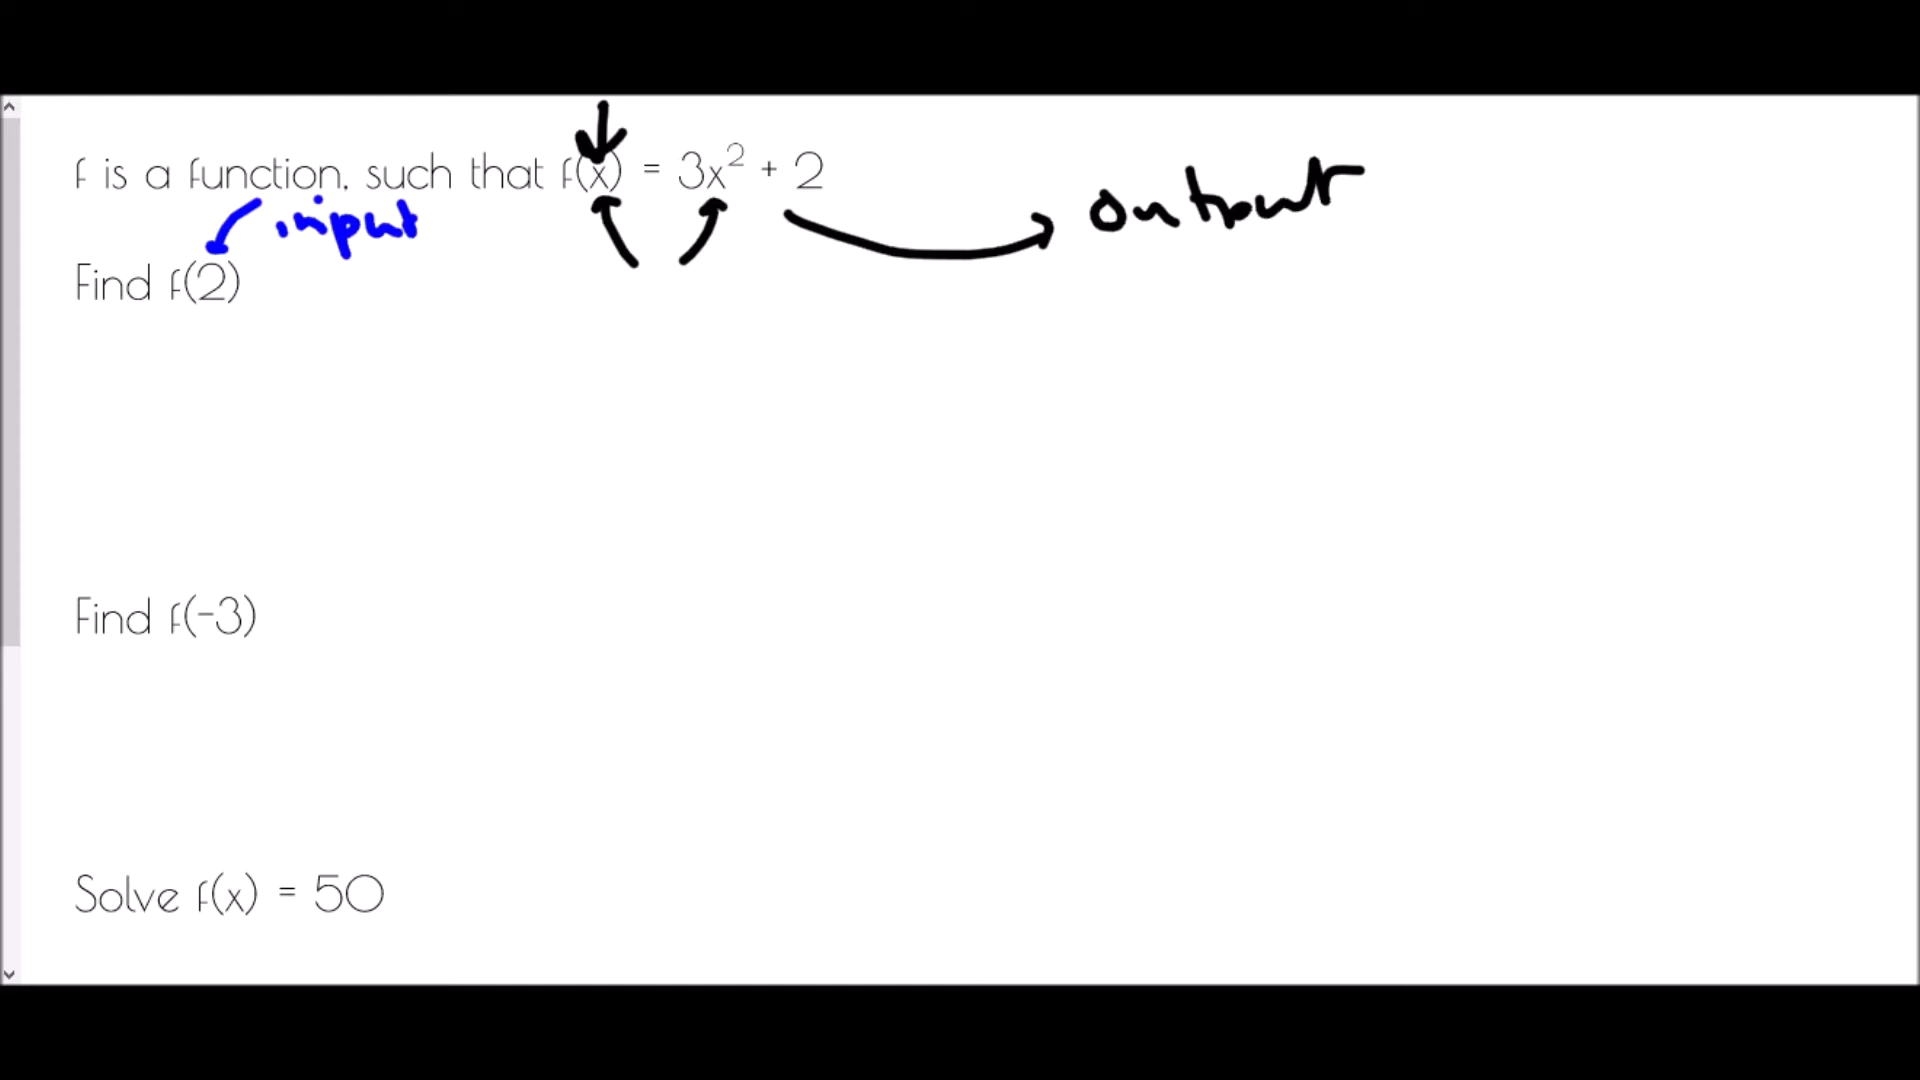 f is a function, such that f(x) = 3x² + 2
input
output
Find f(2)
Find f(-3)
Solve f(x) = 50